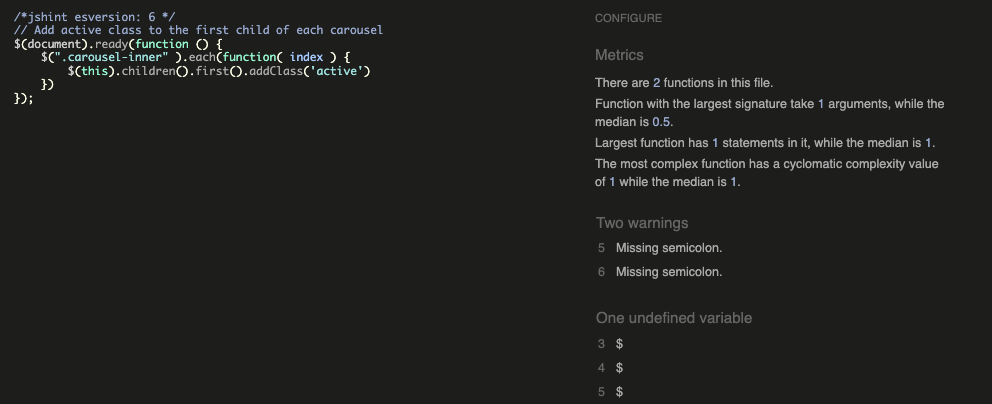 /*jshint esversion: 6 */
// Add active class to the first child of each carousel
$(document).ready(function () {
    $(".carousel-inner" ).each(function( index ) {
        $(this).children().first().addClass('active')
    })
});
CONFIGURE
Metrics
There are 2 functions in this file.
Function with the largest signature take 1 arguments, while the
median is 0.5.
Largest function has 1 statements in it, while the median is 1.
The most complex function has a cyclomatic complexity value
of 1 while the median is 1.
Two warnings
5 Missing semicolon.
6 Missing semicolon.
One undefined variable
3 $
4 $
5 $